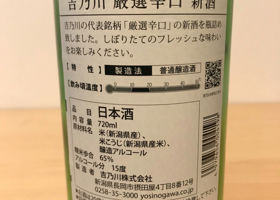 吉乃川 厳選辛口 新酒
吉乃川の代表銘柄「厳選辛口」の新酒を瓶詰め
致しました。しぼりたてのフレッシュな味わい
をお楽しみください。
【特性】 製造法 普通醸造酒
【飲み頃温度】
品目 日本酒
内容量 720ml
原材料 米(新潟県産)、
米こうじ(新潟県産米)、
醸造アルコール
精米歩合 65%
アルコール分 15度
吉乃川株式会社
新潟県長岡市摂田屋4丁目8番12号
0258-35-3000 yosinogawa.co.jp